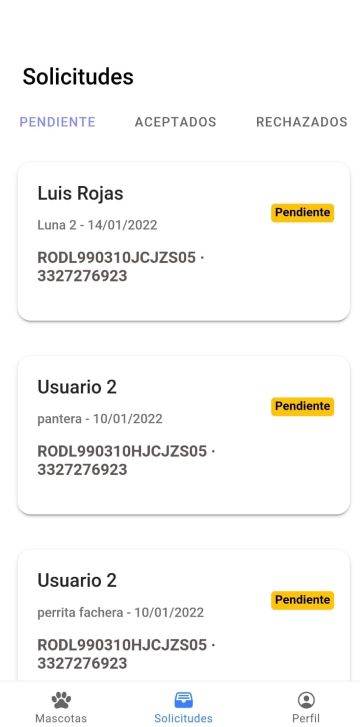 Solicitudes
PENDIENTE ACEPTADOS RECHAZADOS
Luis Rojas
Pendiente
Luna 2 - 14/01/2022
RODL990310JCJZS05 ·
3327276923
Usuario 2
Pendiente
pantera - 10/01/2022
RODL990310HJCJZS05 ·
3327276923
Usuario 2
Pendiente
perrita fachera - 10/01/2022
RODL990310HJCJZS05 ·
3327276923
Mascotas Solicitudes Perfil